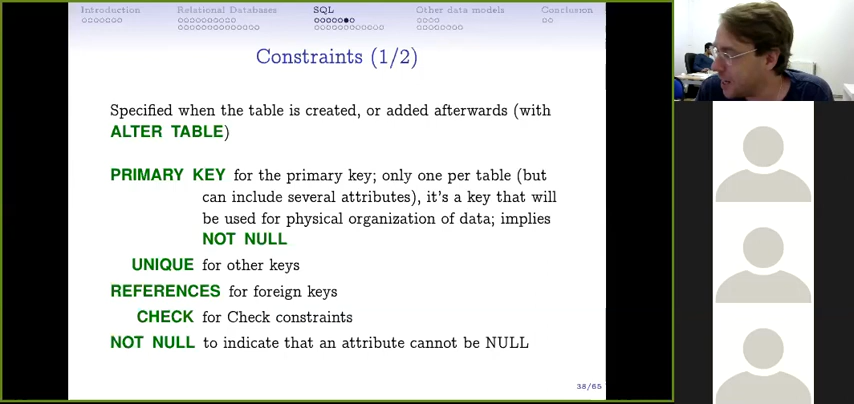 Introduction Relational Databases SQL Other data models Conclusion
Constraints (1/2)
Specified when the table is created, or added afterwards (with
ALTER TABLE)
PRIMARY KEY for the primary key; only one per table (but
can include several attributes), it's a key that will
be used for physical organization of data; implies
NOT NULL
UNIQUE for other keys
REFERENCES for foreign keys
CHECK for Check constraints
NOT NULL to indicate that an attribute cannot be NULL
38/65